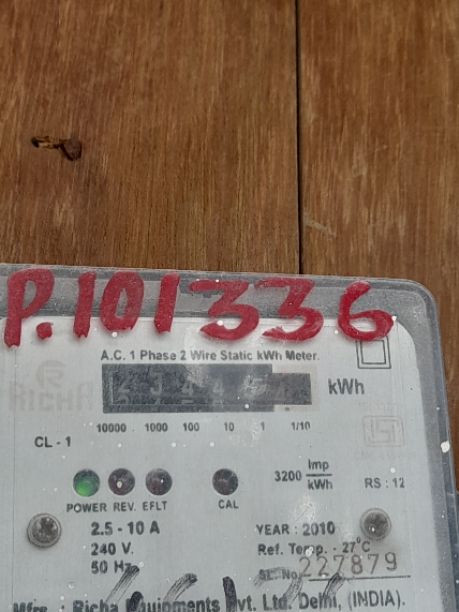 P.101336
A.C. 1 Phase 2 Wire Static kWh Meter.
RICHA
kWh
10000 1000 100 10 1 1/10
CL - 1
3200 Imp/kWh
RS : 12
POWER REV. EFLT CAL
2.5 - 10 A
YEAR : 2010
240 V.
Ref. Temp. - 27°C
50 Hz
SL. No. 227879
Mfrs. : Richa Equipments Pvt. Ltd. Delhi, (INDIA).